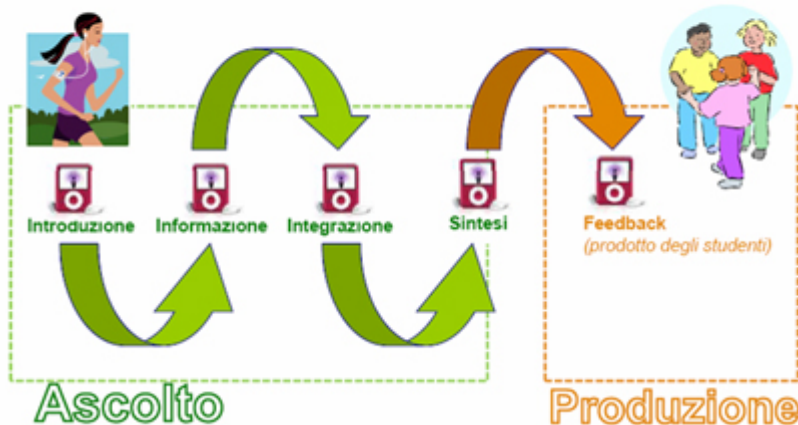 Introduzione
Informazione
Integrazione
Sintesi
Feedback
(prodotto degli studenti)
Ascolto
Produzione